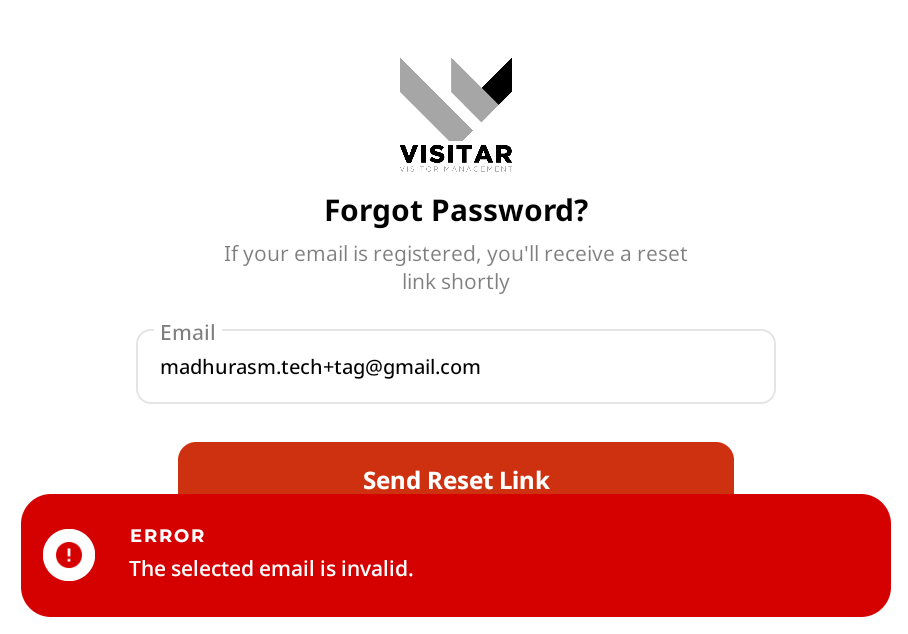 VISITAR
VISITOR MANAGEMENT
Forgot Password?
If your email is registered, you'll receive a reset
link shortly
Email
madhurasm.tech+tag@gmail.com
Send Reset Link
ERROR
The selected email is invalid.